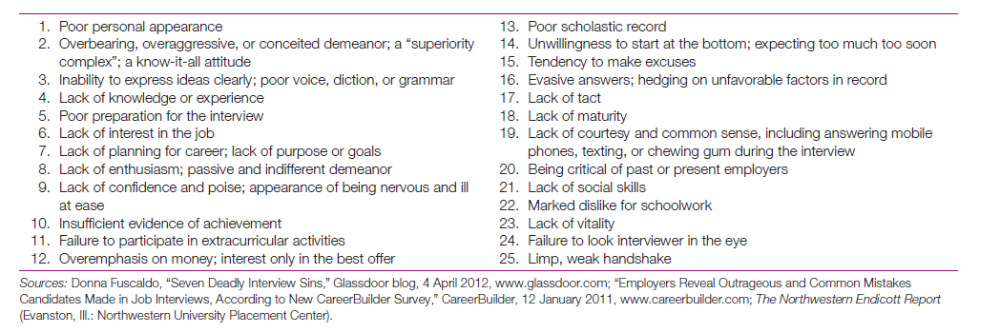 1. Poor personal appearance
2. Overbearing, overaggressive, or conceited demeanor; a “superiority
complex”; a know-it-all attitude
3. Inability to express ideas clearly; poor voice, diction, or grammar
4. Lack of knowledge or experience
5. Poor preparation for the interview
6. Lack of interest in the job
7. Lack of planning for career; lack of purpose or goals
8. Lack of enthusiasm; passive and indifferent demeanor
9. Lack of confidence and poise; appearance of being nervous and ill
at ease
10. Insufficient evidence of achievement
11. Failure to participate in extracurricular activities
12. Overemphasis on money; interest only in the best offer
13. Poor scholastic record
14. Unwillingness to start at the bottom; expecting too much too soon
15. Tendency to make excuses
16. Evasive answers; hedging on unfavorable factors in record
17. Lack of tact
18. Lack of maturity
19. Lack of courtesy and common sense, including answering mobile
phones, texting, or chewing gum during the interview
20. Being critical of past or present employers
21. Lack of social skills
22. Marked dislike for schoolwork
23. Lack of vitality
24. Failure to look interviewer in the eye
25. Limp, weak handshake
Sources: Donna Fuscaldo, “Seven Deadly Interview Sins,” Glassdoor blog, 4 April 2012, www.glassdoor.com; “Employers Reveal Outrageous and Common Mistakes
Candidates Made in Job Interviews, According to New CareerBuilder Survey,” CareerBuilder, 12 January 2011, www.careerbuilder.com; The Northwestern Endicott Report
(Evanston, Ill.: Northwestern University Placement Center).